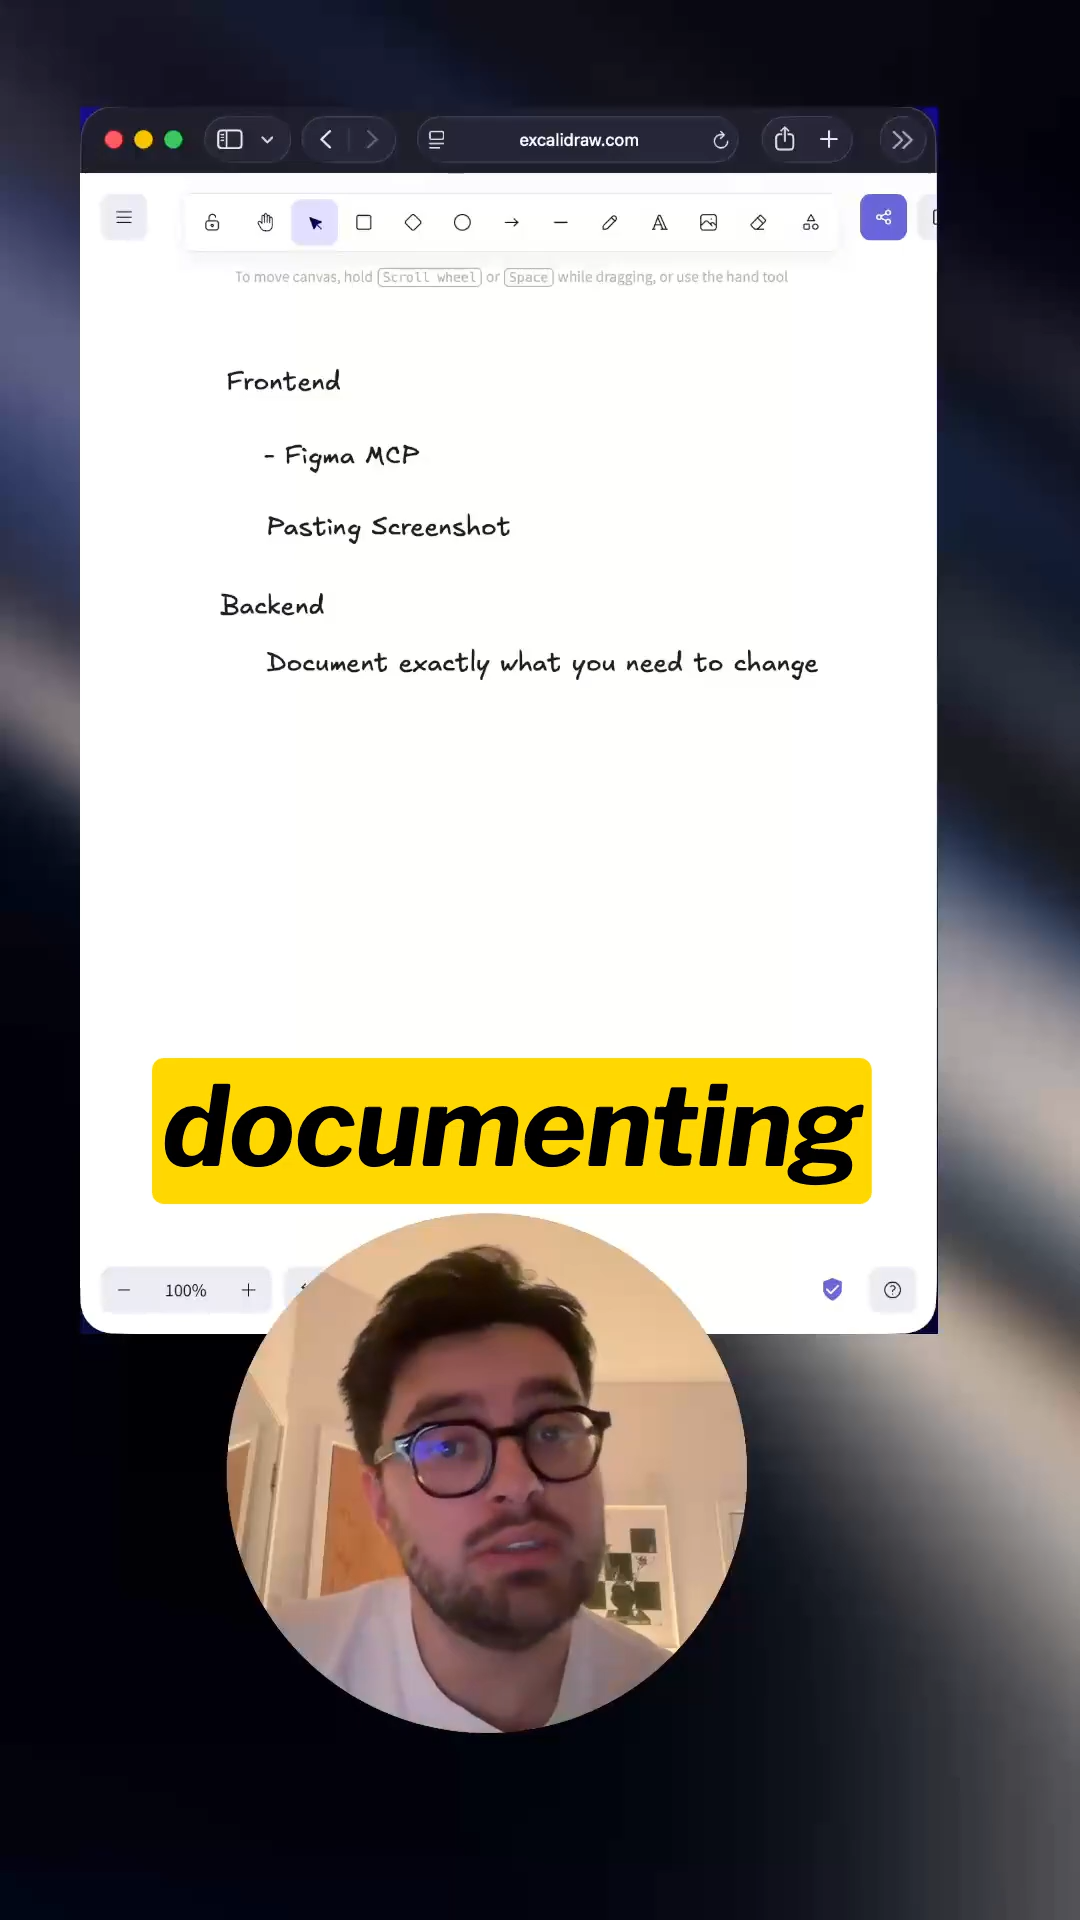 excalidraw.com
To move canvas, hold Scroll wheel or Space while dragging, or use the hand tool
Frontend
- Figma MCP
Pasting Screenshot
Backend
Document exactly what you need to change
documenting
100%